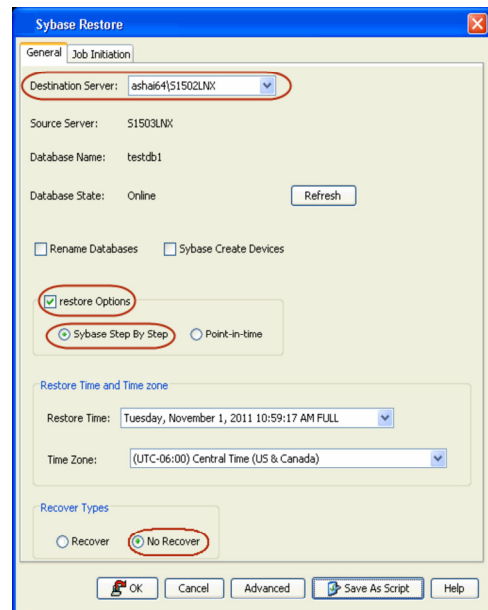 Sybase Restore
General Job Initiation
Destination Server: ashai64\S1502LNX
Source Server: S1503LNX
Database Name: testdb1
Database State: Online Refresh
Rename Databases Sybase Create Devices
restore Options
Sybase Step By Step Point-in-time
Restore Time and Time zone
Restore Time: Tuesday, November 1, 2011 10:59:17 AM FULL
Time Zone: (UTC-06:00) Central Time (US & Canada)
Recover Types
Recover No Recover
OK Cancel Advanced Save As Script Help